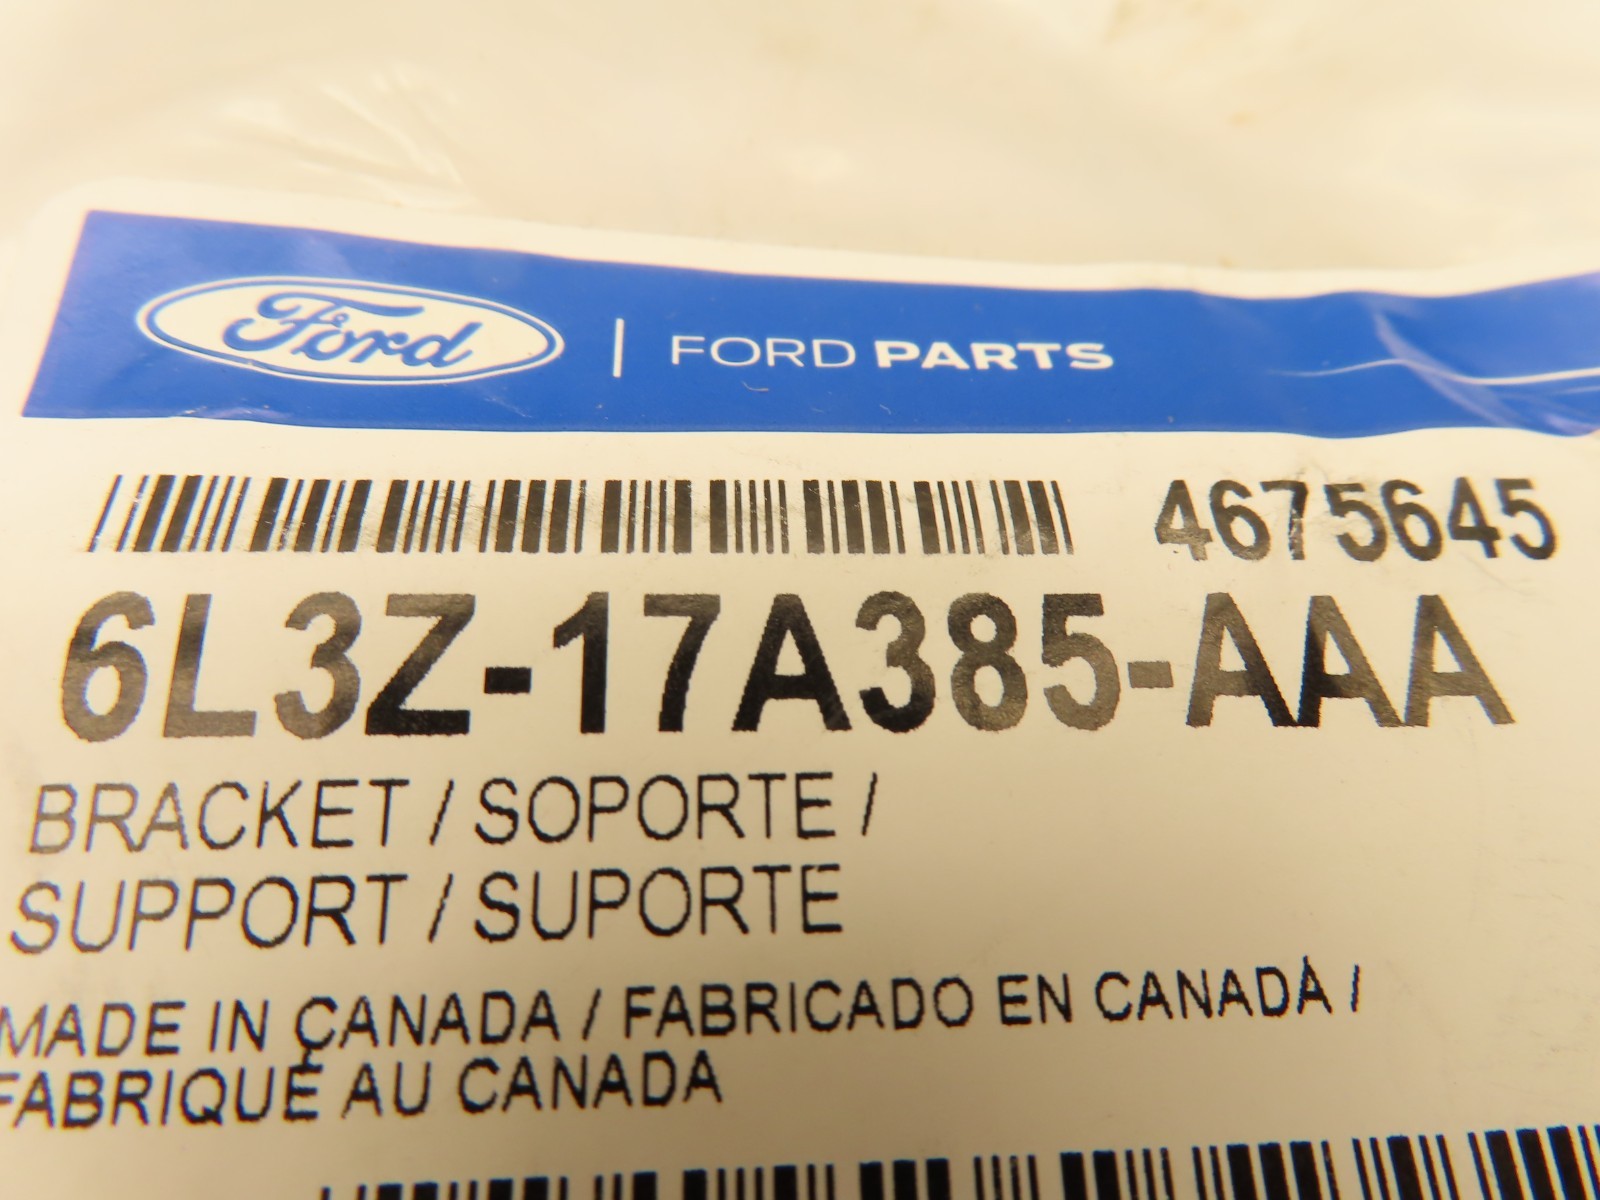 Ford | FORD PARTS
4675645
6L3Z-17A385-AAA
BRACKET / SOPORTE /
SUPPORT / SUPORTE
MADE IN CANADA / FABRICADO EN CANADÁ /
FABRIQUÉ AU CANADA